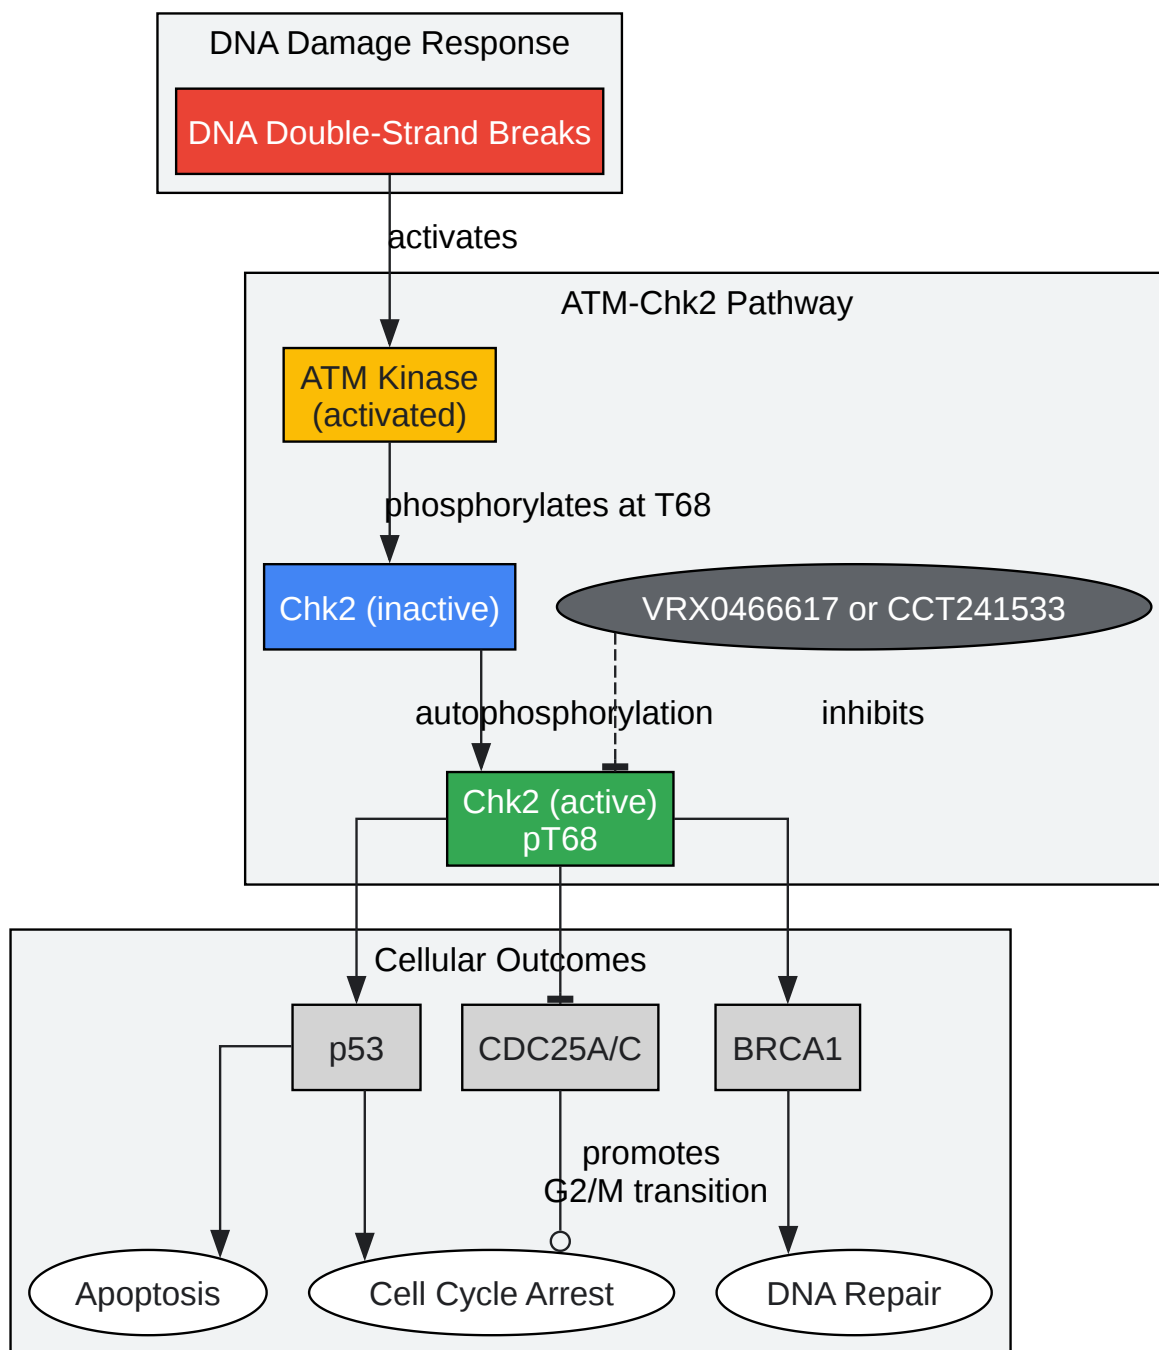 DNA Damage Response
DNA Double-Strand Breaks
activates
ATM-Chk2 Pathway
ATM Kinase
(activated)
phosphorylates at T68
Chk2 (inactive)
VRX0466617 or CCT241533
autophosphorylation
inhibits
Chk2 (active)
pT68
Cellular Outcomes
p53
CDC25A/C
BRCA1
promotes
G2/M transition
Apoptosis
Cell Cycle Arrest
DNA Repair